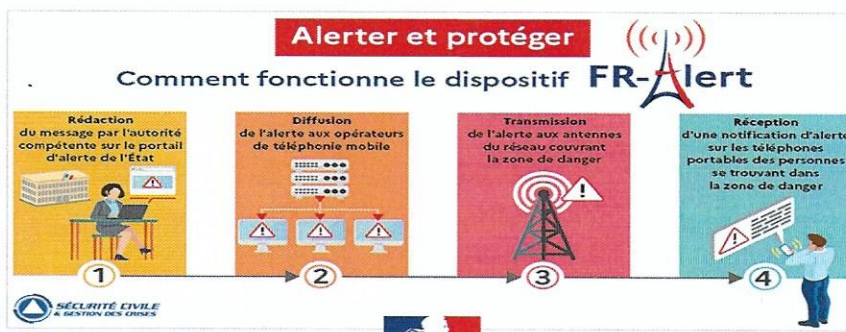 Alerter et protéger
Comment fonctionne le dispositif FR-Alert
Rédaction
du message par l'autorité
compétente sur le portail
d'alerte de l'État
1
Diffusion
de l'alerte aux opérateurs
de téléphonie mobile
2
Transmission
de l'alerte aux antennes
du réseau couvrant
la zone de danger
3
Réception
d'une notification d'alerte
sur les téléphones
portables des personnes
se trouvant dans
la zone de danger
4
SÉCURITÉ CIVILE
& GESTION DES CRISES